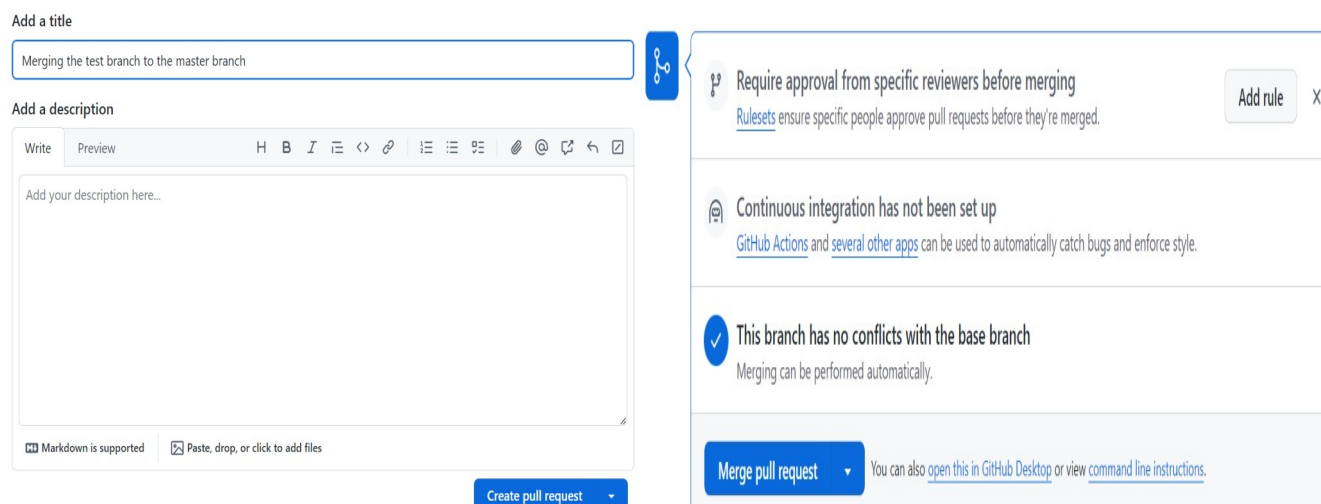 Add a title
Merging the test branch to the master branch
Add a description
Write Preview H B I
Add your description here...
Markdown is supported Paste, drop, or click to add files
Create pull request
Require approval from specific reviewers before merging
Rulesets ensure specific people approve pull requests before they're merged.
Add rule X
Continuous integration has not been set up
GitHub Actions and several other apps can be used to automatically catch bugs and enforce style.
This branch has no conflicts with the base branch
Merging can be performed automatically.
Merge pull request You can also open this in GitHub Desktop or view command line instructions.